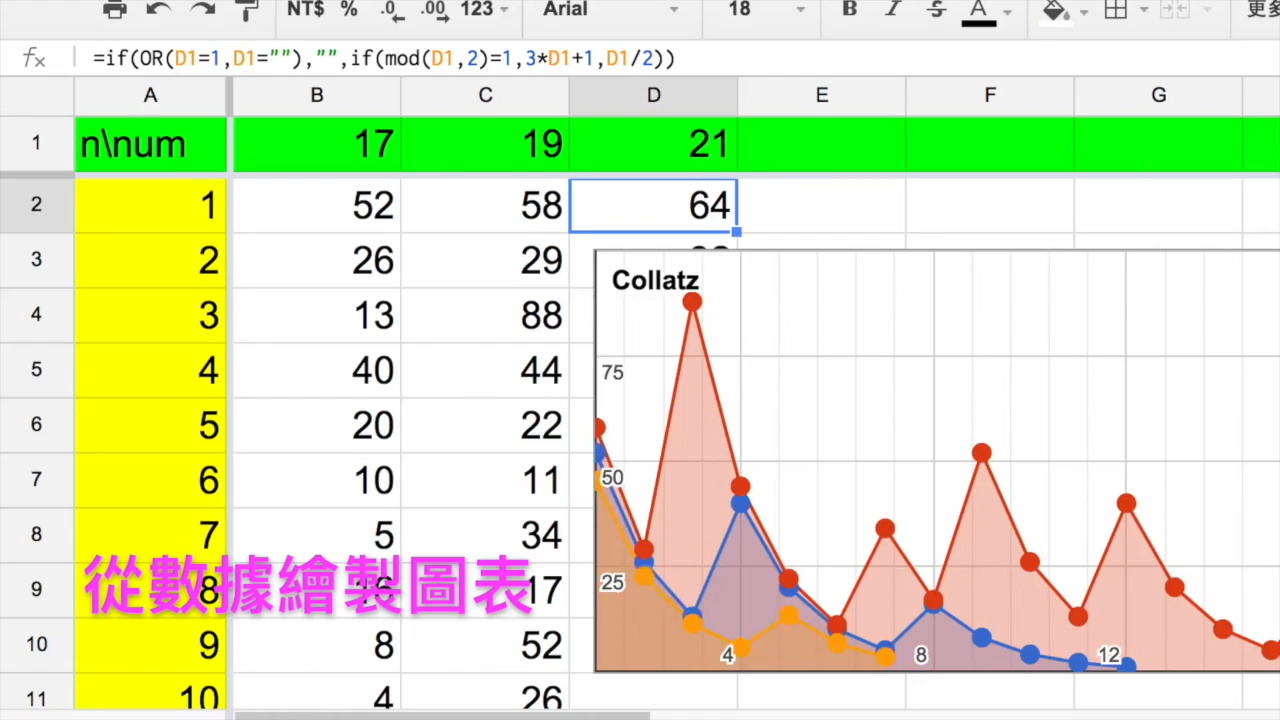 NT$ % .0 .00 123 Arial 18 B I S A 更多
fx =if(OR(D1=1,D1=""),"",if(mod(D1,2)=1,3*D1+1,D1/2))
A B C D E F G
1 n\num 17 19 21
2 1 52 58 64
3 2 26 29
4 3 13 88
5 4 40 44
6 5 20 22
7 6 10 11
8 7 5 34
9 8 17
10 9 8 52
11 10 4 26
Collatz
75
50
25
4 8 12
從數據繪製圖表